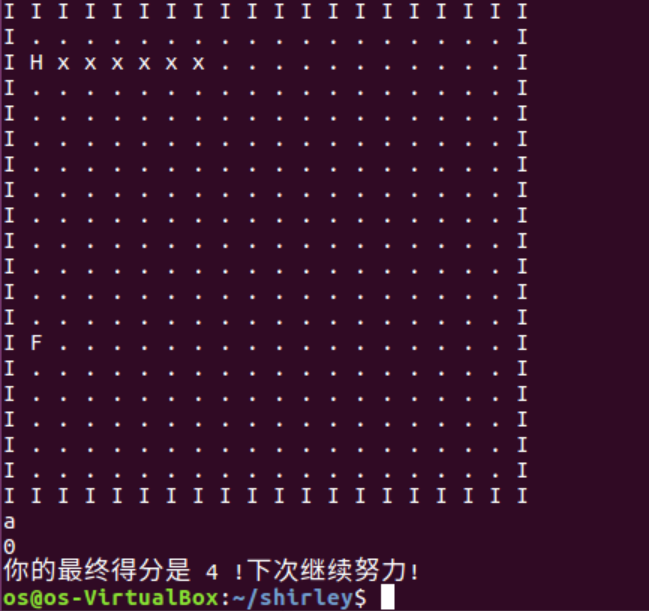 I I I I I I I I I I I I I I I I I I I I
I . . . . . . . . . . . . . . . . . . I
I H x x x x x x . . . . . . . . . . . I
I . . . . . . . . . . . . . . . . . . I
I . . . . . . . . . . . . . . . . . . I
I . . . . . . . . . . . . . . . . . . I
I . . . . . . . . . . . . . . . . . . I
I . . . . . . . . . . . . . . . . . . I
I . . . . . . . . . . . . . . . . . . I
I . . . . . . . . . . . . . . . . . . I
I . . . . . . . . . . . . . . . . . . I
I . . . . . . . . . . . . . . . . . . I
I . . . . . . . . . . . . . . . . . . I
I F . . . . . . . . . . . . . . . . . I
I . . . . . . . . . . . . . . . . . . I
I . . . . . . . . . . . . . . . . . . I
I . . . . . . . . . . . . . . . . . . I
I . . . . . . . . . . . . . . . . . . I
I . . . . . . . . . . . . . . . . . . I
I I I I I I I I I I I I I I I I I I I I
a
0
你的最终得分是 4 !下次继续努力!
os@os-VirtualBox:~/shirley$